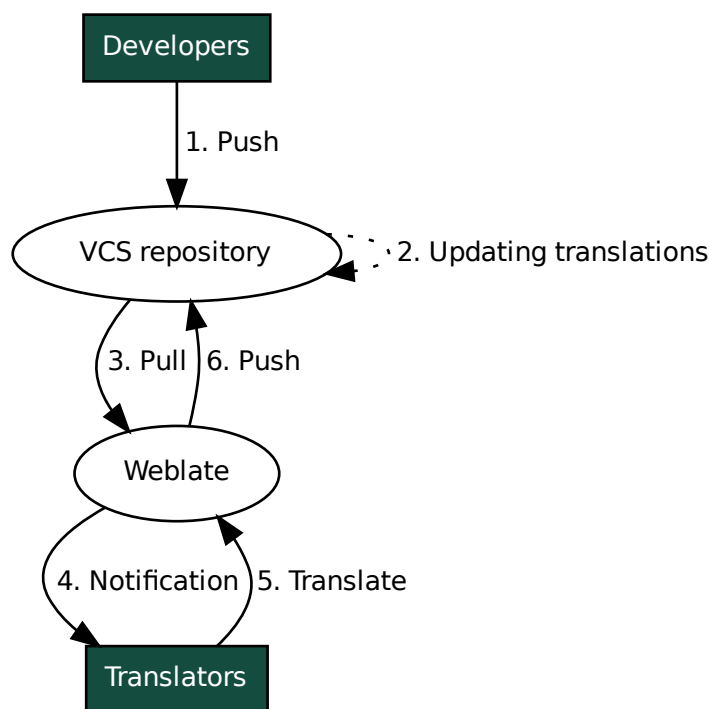 Developers
1. Push
VCS repository
2. Updating translations
3. Pull
6. Push
Weblate
4. Notification
5. Translate
Translators